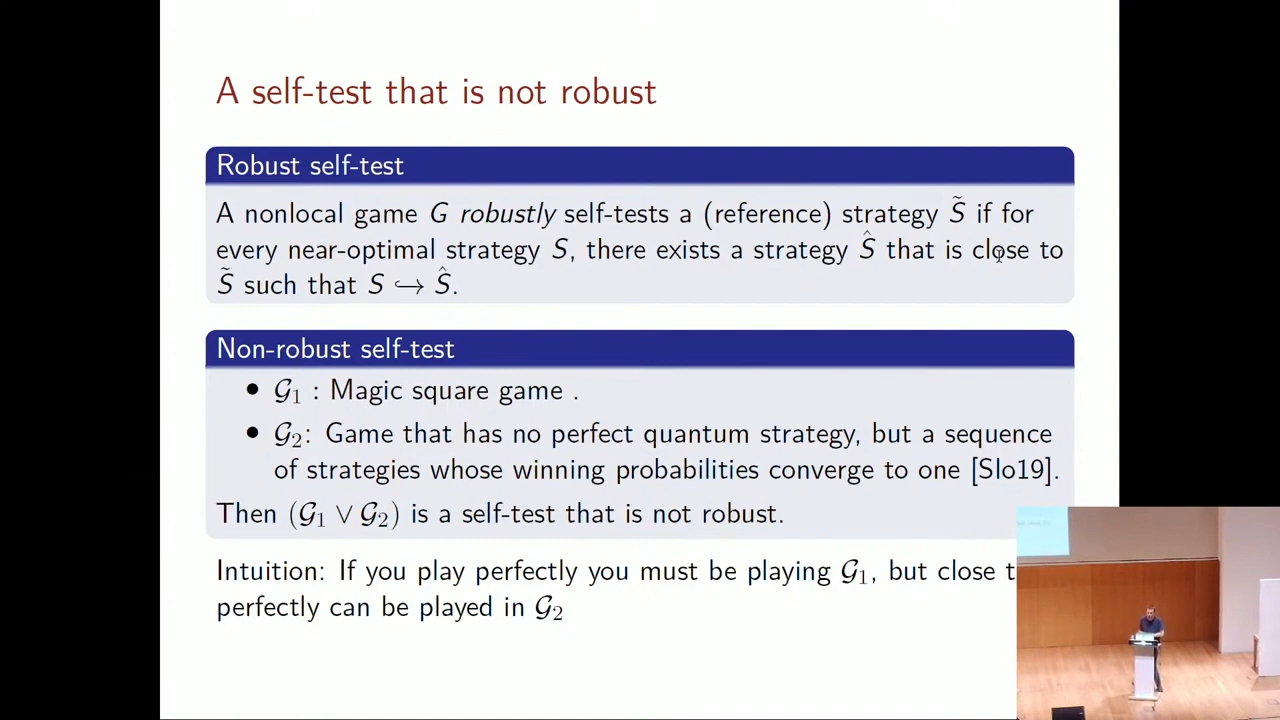 A self-test that is not robust
Robust self-test
A nonlocal game G robustly self-tests a (reference) strategy S̃ if for
every near-optimal strategy S, there exists a strategy Ŝ that is close to
S̃ such that S ↪ Ŝ.
Non-robust self-test
• 𝒢₁ : Magic square game .
• 𝒢₂: Game that has no perfect quantum strategy, but a sequence
of strategies whose winning probabilities converge to one [Slo19].
Then (𝒢₁ ∨ 𝒢₂) is a self-test that is not robust.
Intuition: If you play perfectly you must be playing 𝒢₁, but close t
perfectly can be played in 𝒢₂